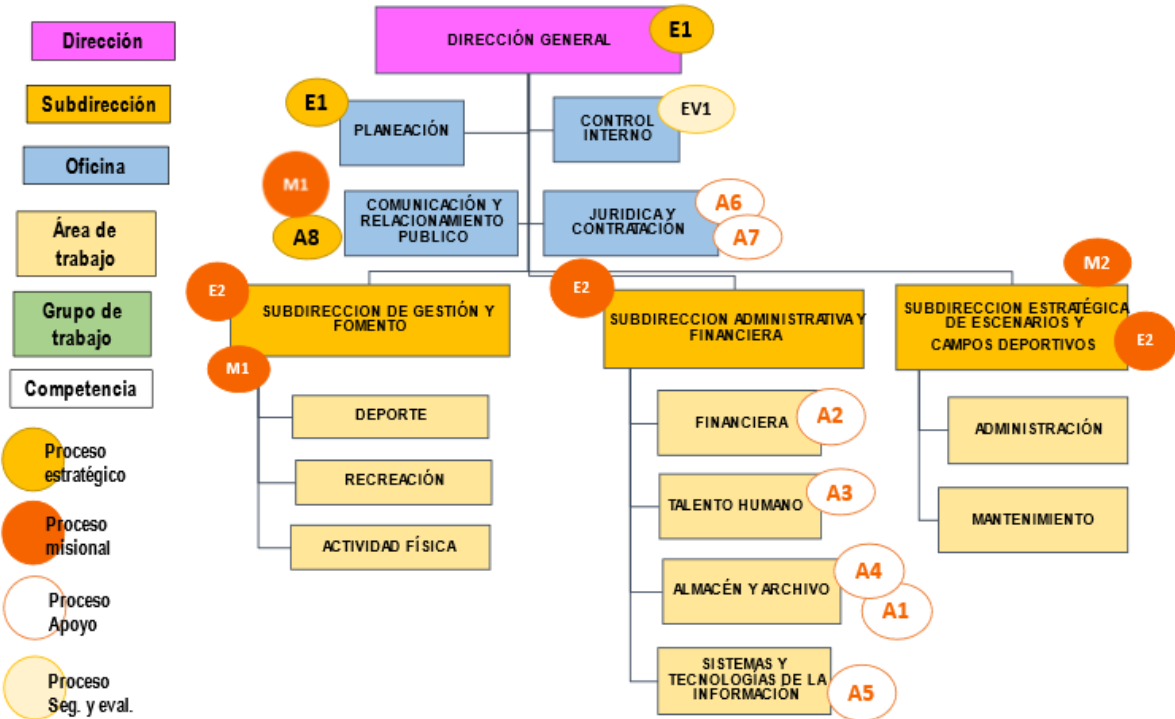 Dirección
Subdirección
Oficina
Área de
trabajo
Grupo de
trabajo
Competencia
Proceso
estratégico
Proceso
misional
Proceso
Apoyo
Proceso
Seg. y eval.
DIRECCIÓN GENERAL
E1
E1
PLANEACIÓN
CONTROL
INTERNO
EV1
M1
A8
COMUNICACIÓN Y
RELACIONAMIENTO
PUBLICO
JURIDICA Y
CONTRATACIÓN
A6
A7
E2
SUBDIRECCION DE GESTIÓN Y
FOMENTO
M1
DEPORTE
RECREACIÓN
ACTIVIDAD FÍSICA
E2
SUBDIRECCION ADMINISTRATIVA Y
FINANCIERA
FINANCIERA
A2
TALENTO HUMANO
A3
ALMACÉN Y ARCHIVO
A4
A1
SISTEMAS Y
TECNOLOGÍAS DE LA
INFORMACIÓN
A5
M2
SUBDIRECCION ESTRATÉGICA
DE ESCENARIOS Y
CAMPOS DEPORTIVOS
E2
ADMINISTRACIÓN
MANTENIMIENTO